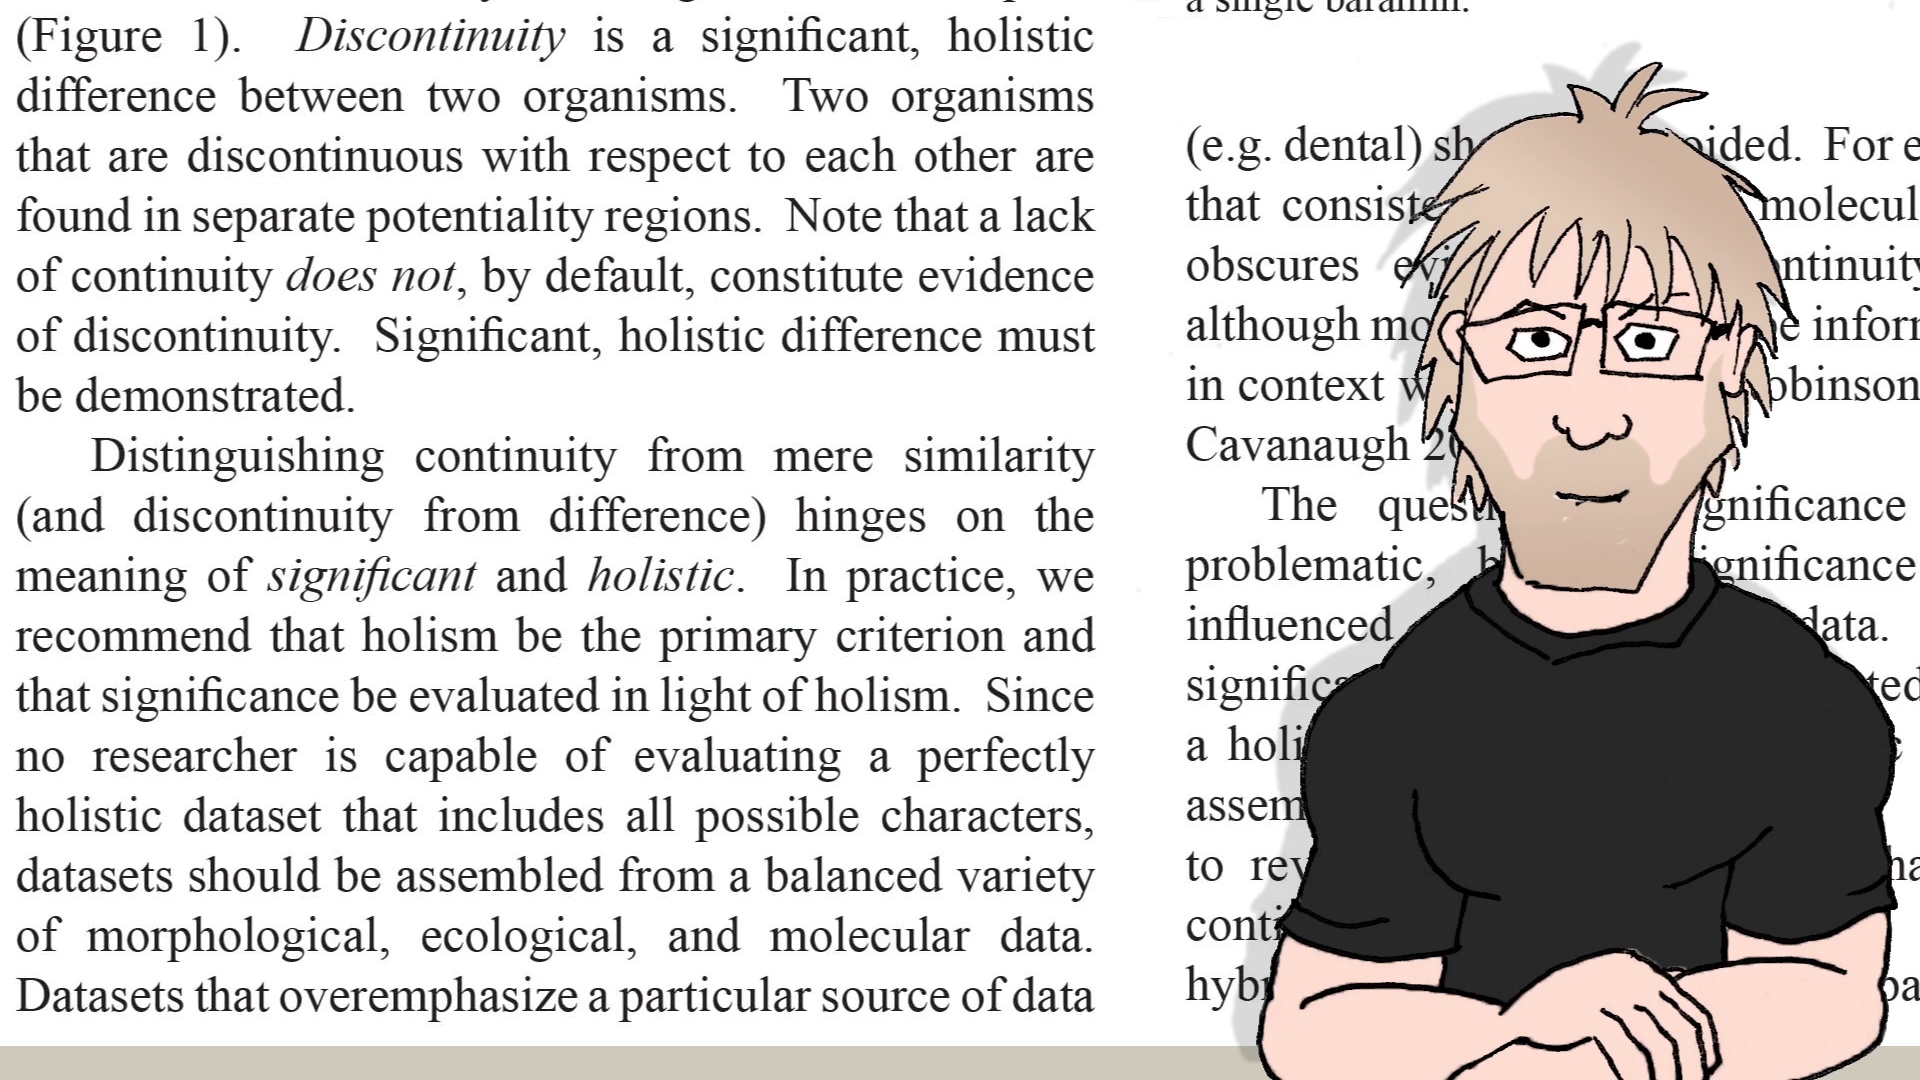 (Figure 1). Discontinuity is a significant, holistic
difference between two organisms. Two organisms
that are discontinuous with respect to each other are
found in separate potentiality regions. Note that a lack
of continuity does not, by default, constitute evidence
of discontinuity. Significant, holistic difference must
be demonstrated.
Distinguishing continuity from mere similarity
(and discontinuity from difference) hinges on the
meaning of significant and holistic. In practice, we
recommend that holism be the primary criterion and
that significance be evaluated in light of holism. Since
no researcher is capable of evaluating a perfectly
holistic dataset that includes all possible characters,
datasets should be assembled from a balanced variety
of morphological, ecological, and molecular data.
Datasets that overemphasize a particular source of data
a single baramin.
(e.g. dental) For
that
obscures
although
in context
Cavanaugh
The
problematic,
influenced data.
a
to